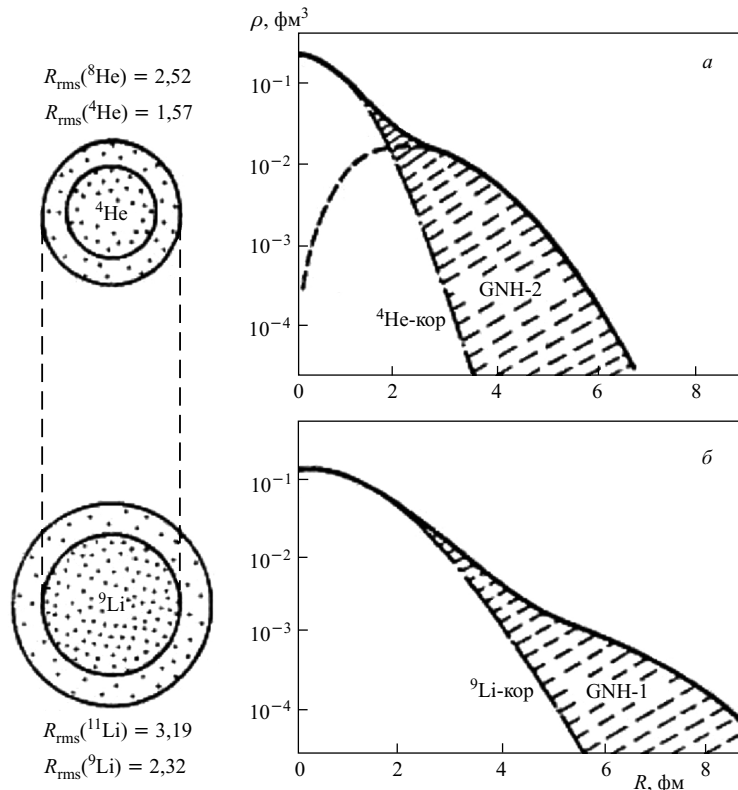 ρ, фм³
R_rms(⁸He) = 2,52
R_rms(⁴He) = 1,57
⁴He
а
10⁻¹
10⁻²
10⁻³
10⁻⁴
⁴He-кор
GNH-2
0 2 4 6 8
б
10⁻¹
10⁻²
10⁻³
10⁻⁴
⁹Li
⁹Li-кор
GNH-1
R_rms(¹¹Li) = 3,19
R_rms(⁹Li) = 2,32
0 2 4 6 8
R, фм